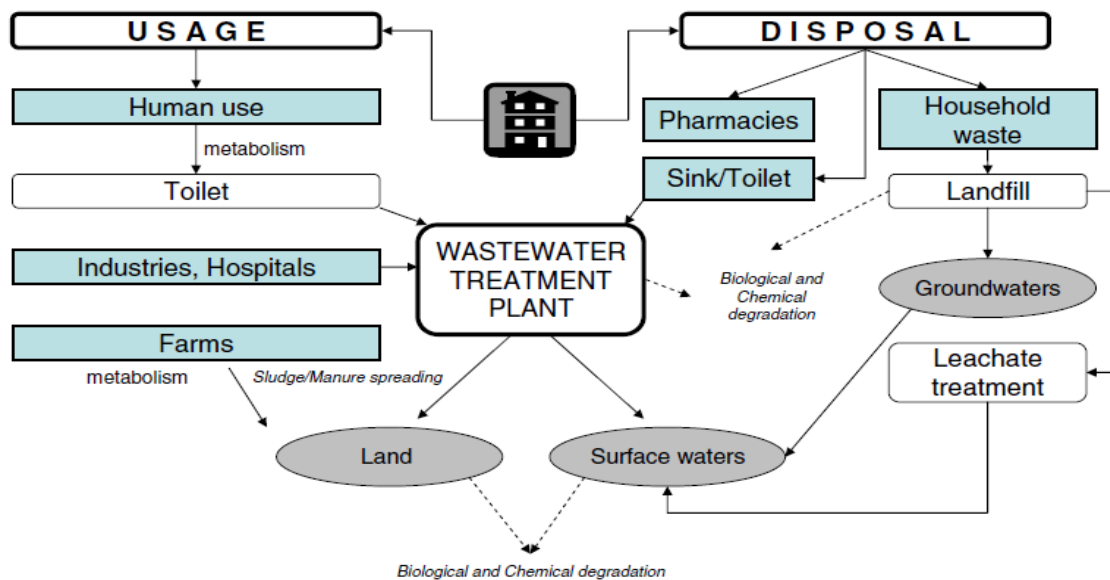 USAGE
DISPOSAL
Human use
metabolism
Toilet
Industries, Hospitals
Farms
metabolism
Sludge/Manure spreading
Pharmacies
Sink/Toilet
Household
waste
Landfill
WASTEWATER
TREATMENT
PLANT
Biological and
Chemical
degradation
Groundwaters
Leachate
treatment
Land
Surface waters
Biological and Chemical degradation